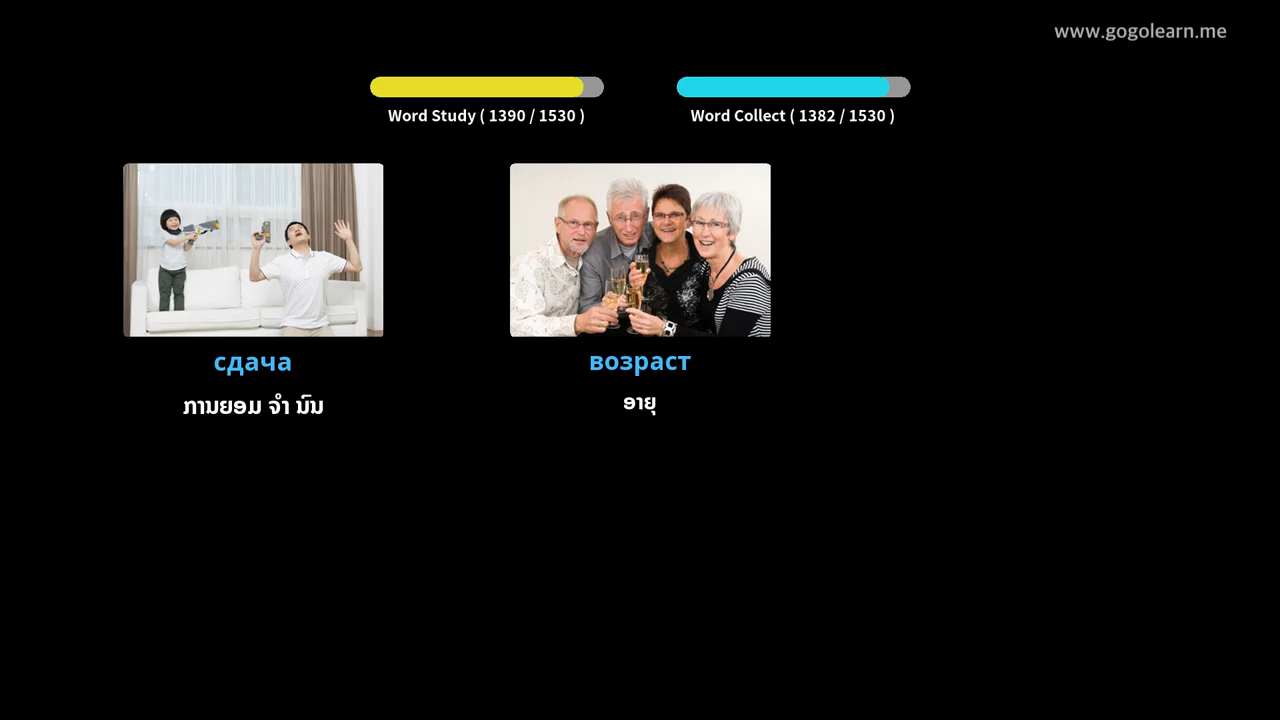 www.gogolearn.me
Word Study ( 1390 / 1530 )
Word Collect ( 1382 / 1530 )
сдача
возраст
ການຍອມ ຈຳ ນົນ
ອາຍຸ